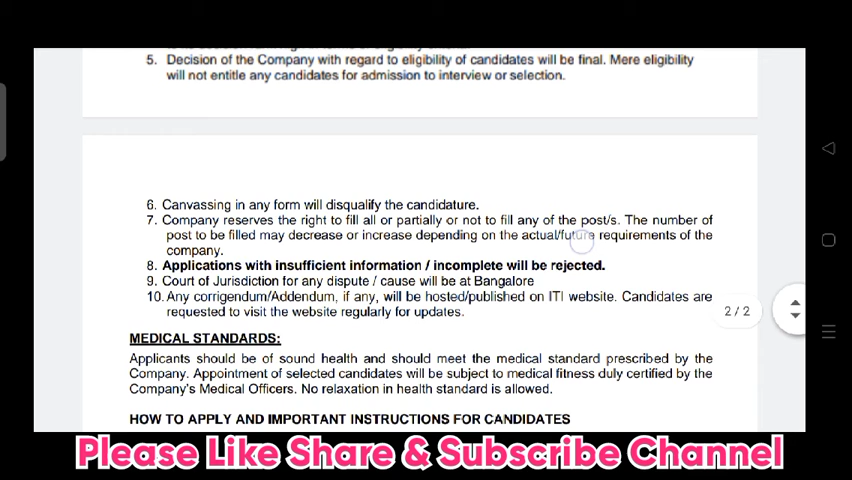 5. Decision of the Company with regard to eligibility of candidates will be final. Mere eligibility
will not entitle any candidates for admission to interview or selection.
6. Canvassing in any form will disqualify the candidature.
7. Company reserves the right to fill all or partially or not to fill any of the post/s. The number of
post to be filled may decrease or increase depending on the actual/future requirements of the
company.
8. Applications with insufficient information / incomplete will be rejected.
9. Court of Jurisdiction for any dispute / cause will be at Bangalore
10. Any corrigendum/Addendum, if any, will be hosted/published on ITI website. Candidates are
requested to visit the website regularly for updates.
2 / 2
MEDICAL STANDARDS:
Applicants should be of sound health and should meet the medical standard prescribed by the
Company. Appointment of selected candidates will be subject to medical fitness duly certified by the
Company's Medical Officers. No relaxation in health standard is allowed.
HOW TO APPLY AND IMPORTANT INSTRUCTIONS FOR CANDIDATES
Please Like Share & Subscribe Channel